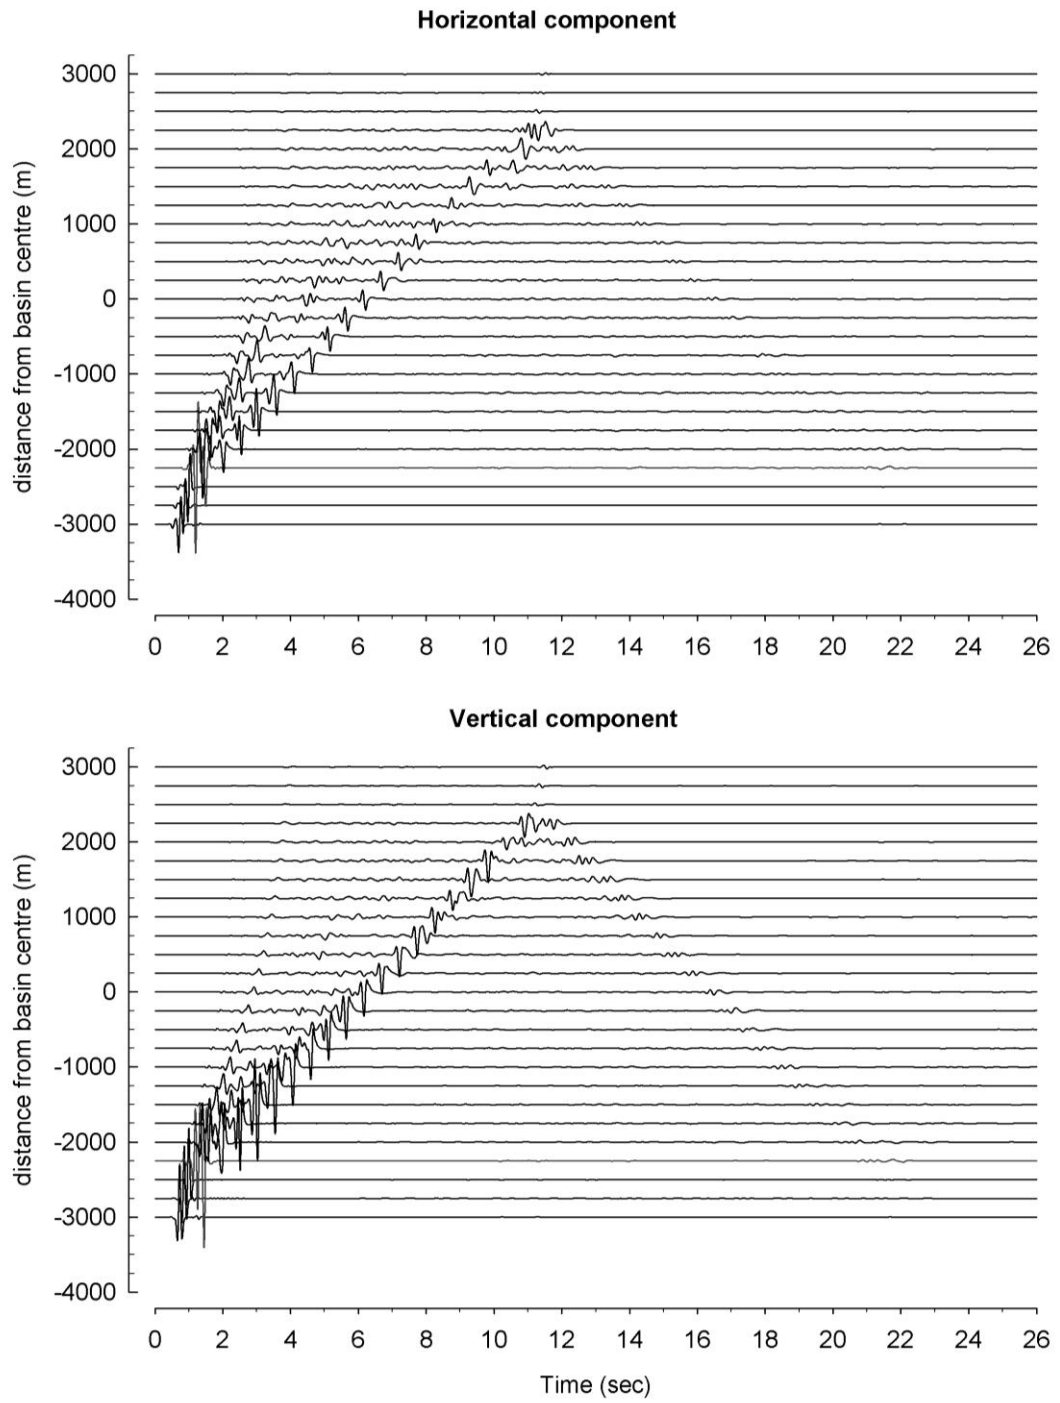 Horizontal component
3000
2000
1000
0
-1000
-2000
-3000
-4000
distance from basin centre (m)
0 2 4 6 8 10 12 14 16 18 20 22 24 26
Vertical component
3000
2000
1000
0
-1000
-2000
-3000
-4000
distance from basin centre (m)
0 2 4 6 8 10 12 14 16 18 20 22 24 26
Time (sec)